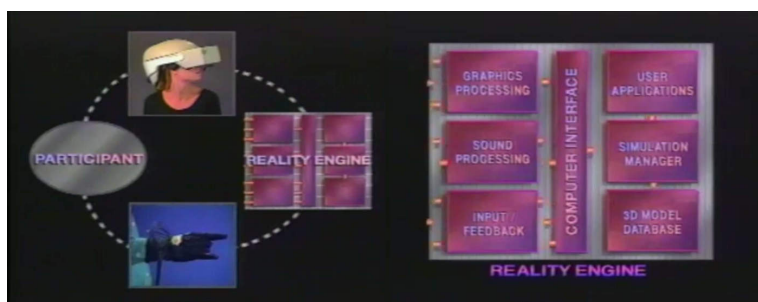 PARTICIPANT
REALITY ENGINE
GRAPHICS
PROCESSING
SOUND
PROCESSING
INPUT/
FEEDBACK
COMPUTER INTERFACE
USER
APPLICATIONS
SIMULATION
MANAGER
3D MODEL
DATABASE
REALITY ENGINE